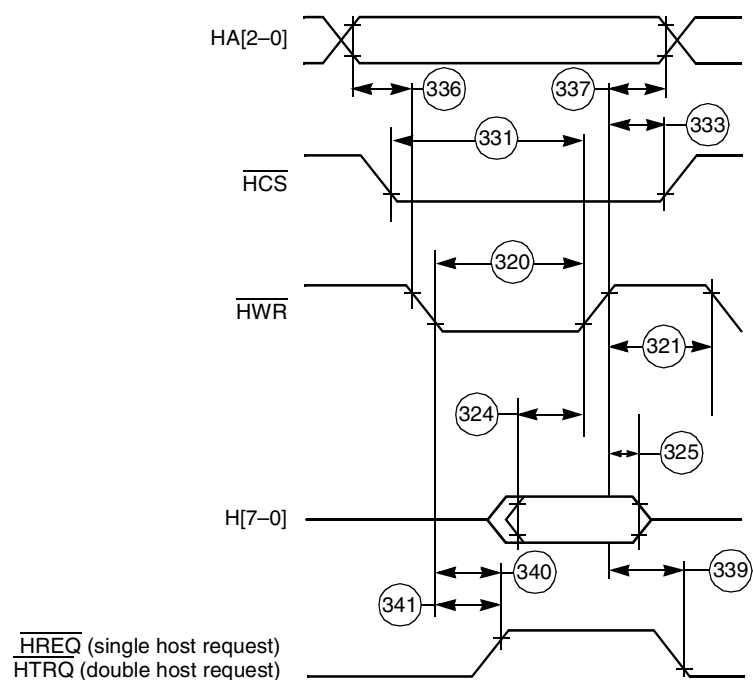 HA[2–0]
336
337
333
331
HCS
320
HWR
321
324
325
H[7–0]
340
339
341
HREQ (single host request)
HTRQ (double host request)